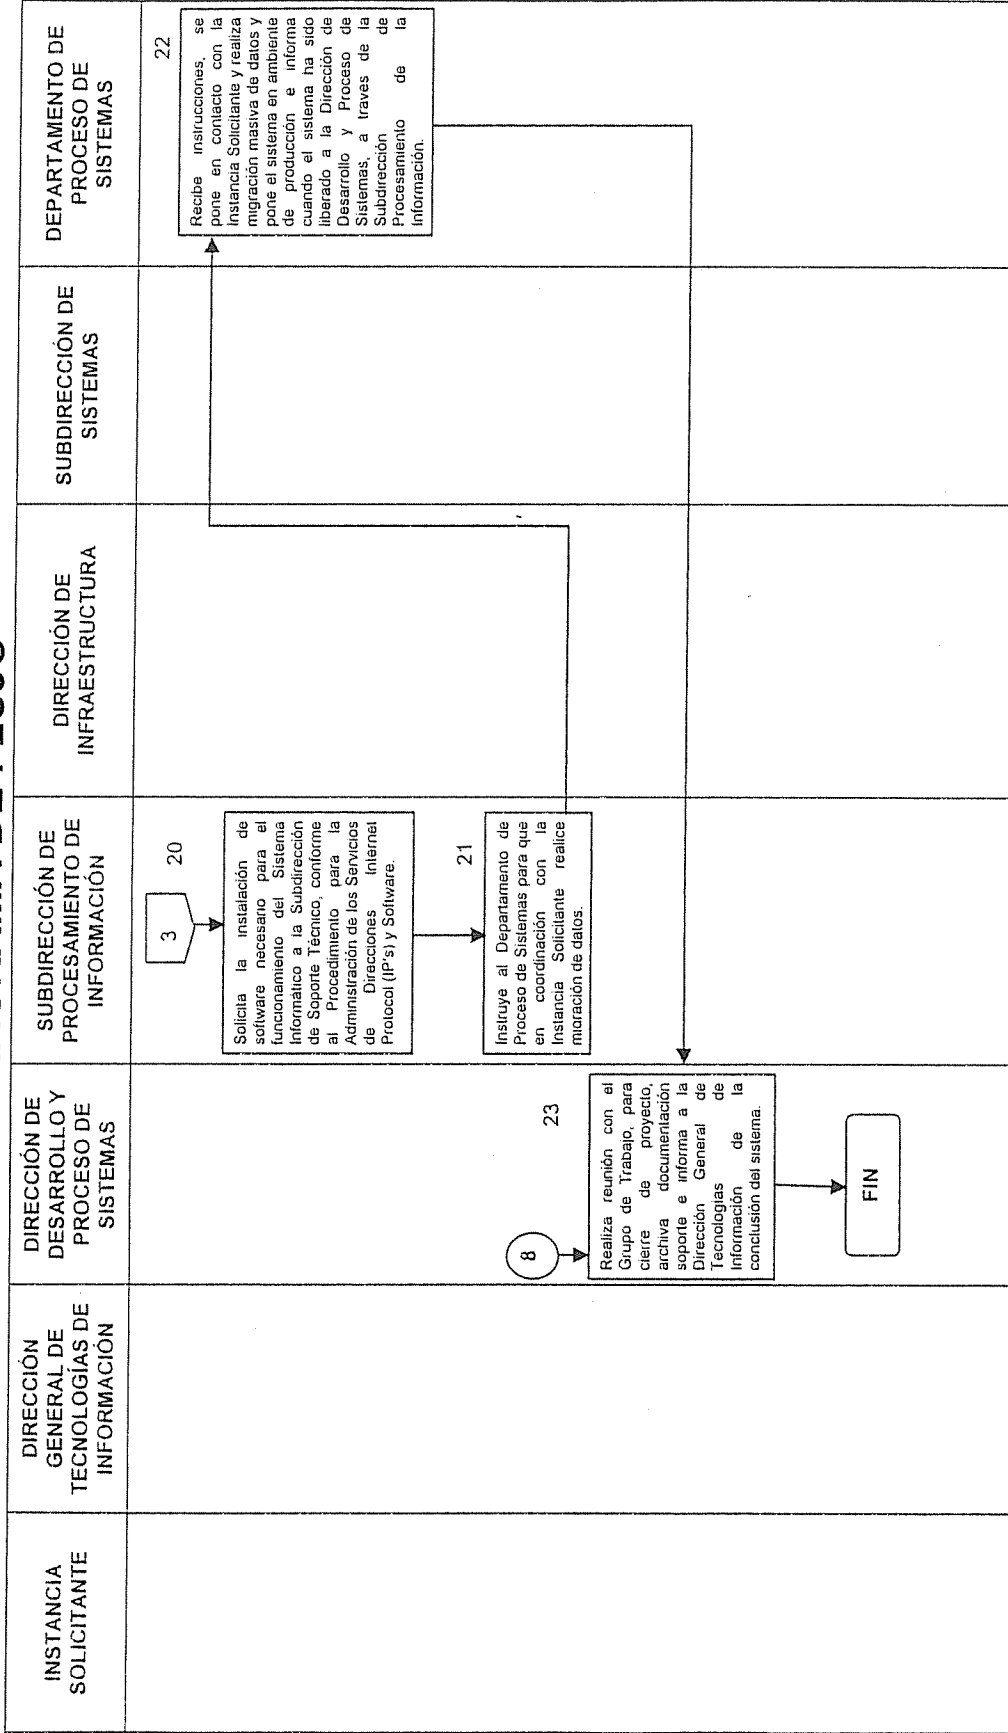 INSTANCIA
SOLICITANTE
DIRECCIÓN
GENERAL DE
TECNOLOGÍAS DE
INFORMACIÓN
DIRECCIÓN DE
DESARROLLO Y
PROCESO DE
SISTEMAS
SUBDIRECCIÓN DE
PROCESAMIENTO DE
INFORMACIÓN
DIRECCIÓN DE
INFRAESTRUCTURA
SUBDIRECCIÓN DE
SISTEMAS
DEPARTAMENTO DE
PROCESO DE
SISTEMAS
3
20
Solicita la instalación de
software necesario para el
funcionamiento del Sistema
Informático a la Subdirección
de Soporte Técnico, conforme
al Procedimiento para la
Administración de los Servicios
de Direcciones Internet
Protocol (IP's) y Software.
21
Instruye al Departamento de
Proceso de Sistemas para que
en coordinación con la
Instancia Solicitante realice
migración de datos.
22
Recibe instrucciones, se
pone en contacto con la
Instancia Solicitante y realiza
migración masiva de datos y
pone el sistema en ambiente
de producción e informa
cuando el sistema ha sido
liberado a la Dirección de
Desarrollo y Proceso de
Sistemas, a traves de la
Subdirección de
Procesamiento de la
Información.
8
23
Realiza reunión con el
Grupo de Trabajo, para
cierre de proyecto,
archiva documentación
soporte e informa a la
Dirección General de
Tecnologías de
Información de la
conclusión del sistema.
FIN